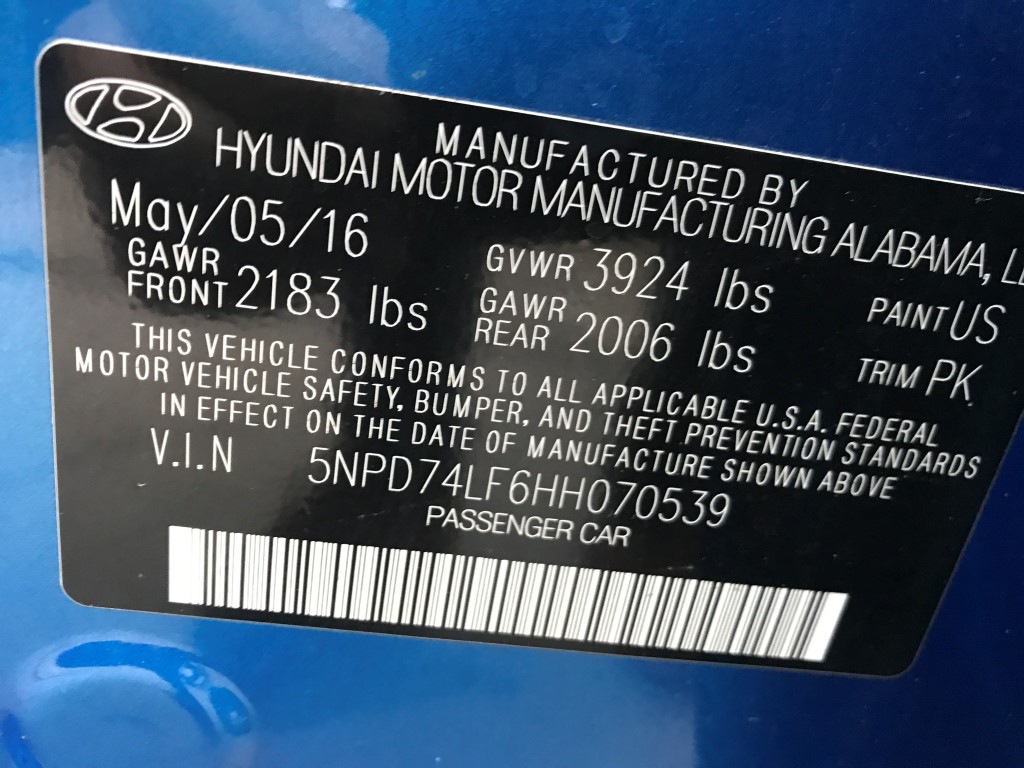 MANUFACTURED BY
HYUNDAI MOTOR MANUFACTURING ALABAMA,
May/05/16
GVWR 3924 lbs
PAINT US
GAWR FRONT 2183 lbs
GAWR REAR 2006 lbs
TRIM PK
THIS VEHICLE CONFORMS TO ALL APPLICABLE U.S.A. FEDERAL
MOTOR VEHICLE SAFETY, BUMPER, AND THEFT PREVENTION STANDARDS
IN EFFECT ON THE DATE OF MANUFACTURE SHOWN ABOVE
V.I.N 5NPD74LF6HH070539
PASSENGER CAR